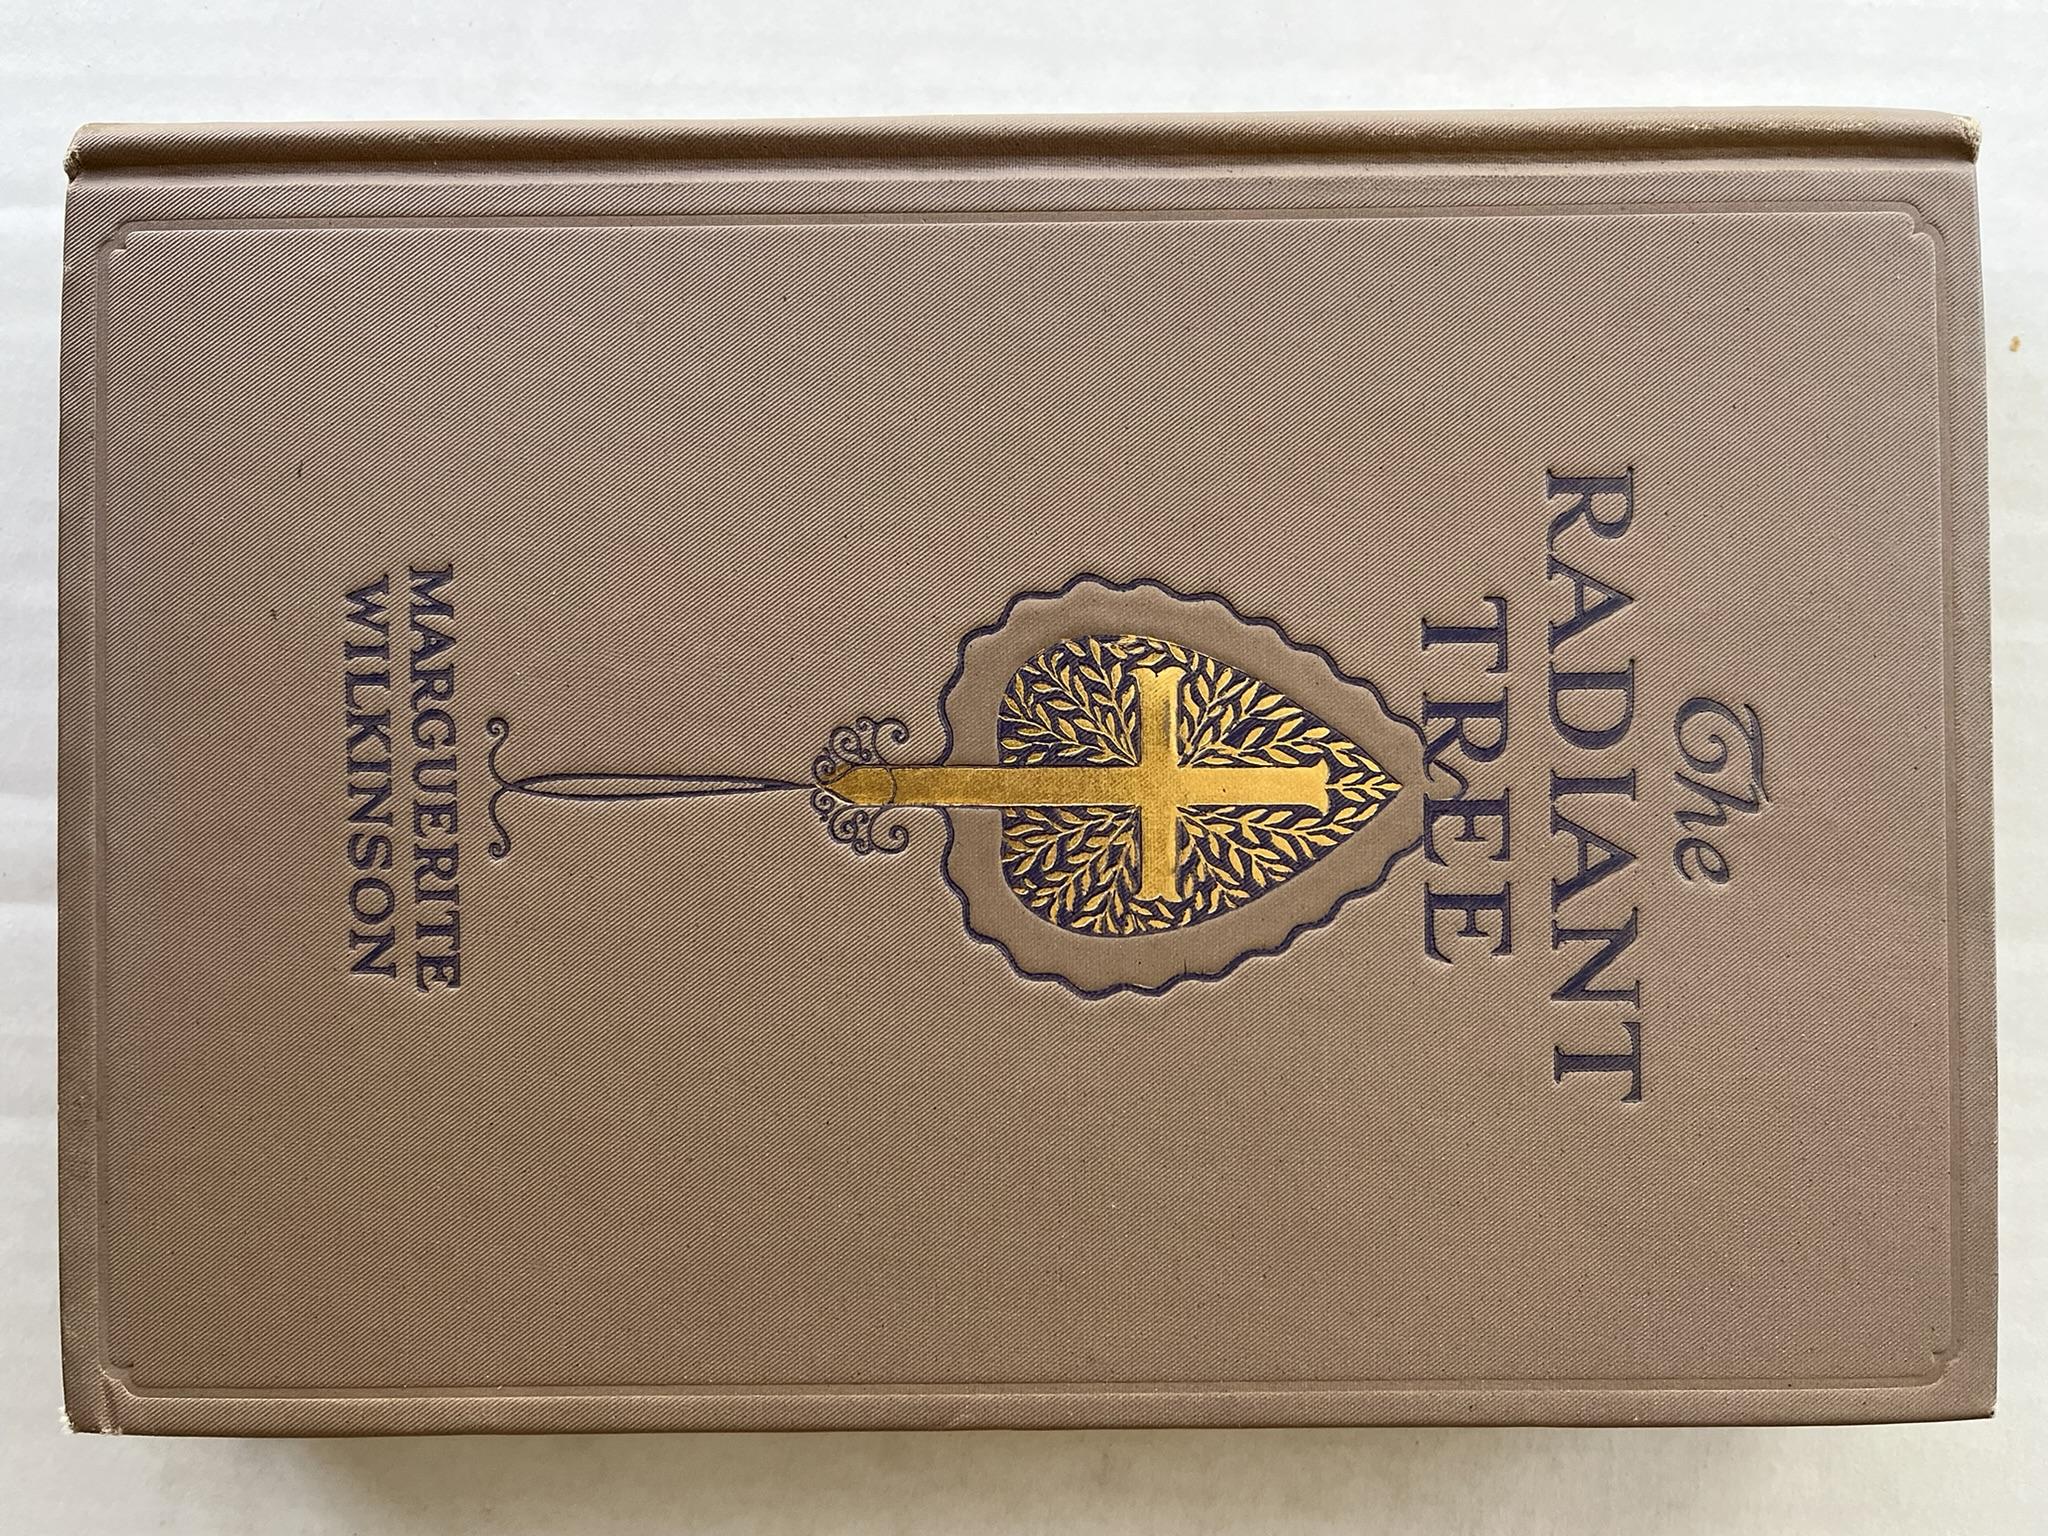 The
RADIANT
TREE
MARGUERITE
WILKINSON